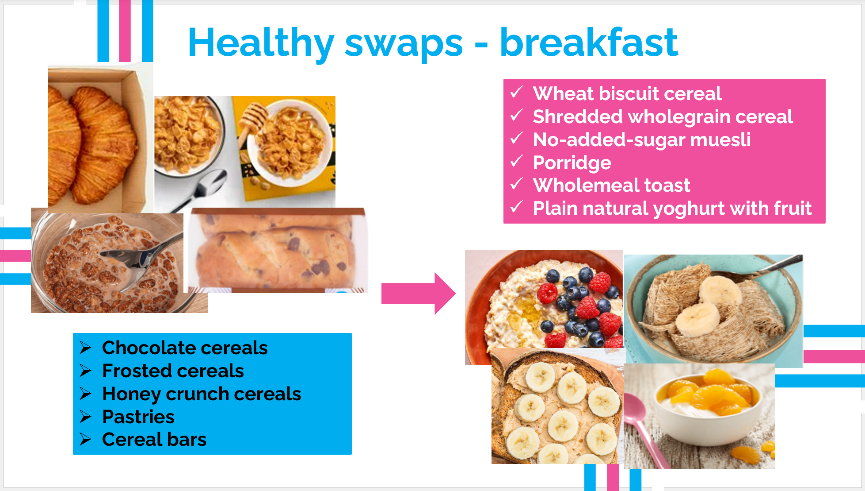 Healthy swaps - breakfast
✓ Wheat biscuit cereal
✓ Shredded wholegrain cereal
✓ No-added-sugar muesli
✓ Porridge
✓ Wholemeal toast
✓ Plain natural yoghurt with fruit
➢ Chocolate cereals
➢ Frosted cereals
➢ Honey crunch cereals
➢ Pastries
➢ Cereal bars